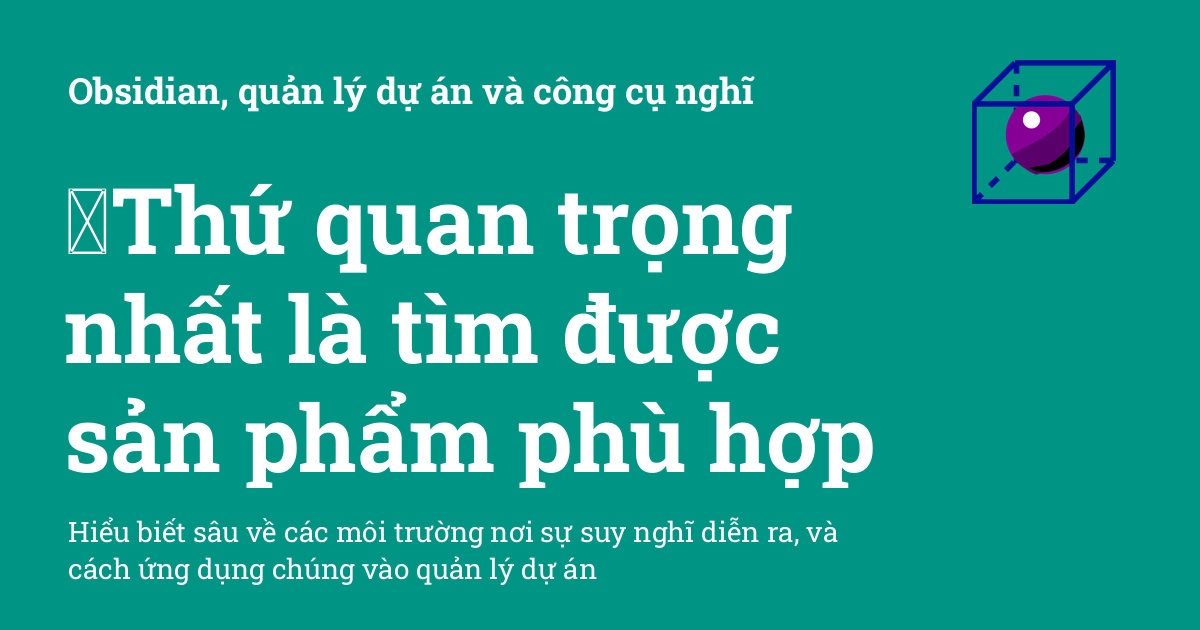 Obsidian, quản lý dự án và công cụ nghĩ
Thứ quan trọng
nhất là tìm được
sản phẩm phù hợp
Hiểu biết sâu về các môi trường nơi sự suy nghĩ diễn ra, và
cách ứng dụng chúng vào quản lý dự án